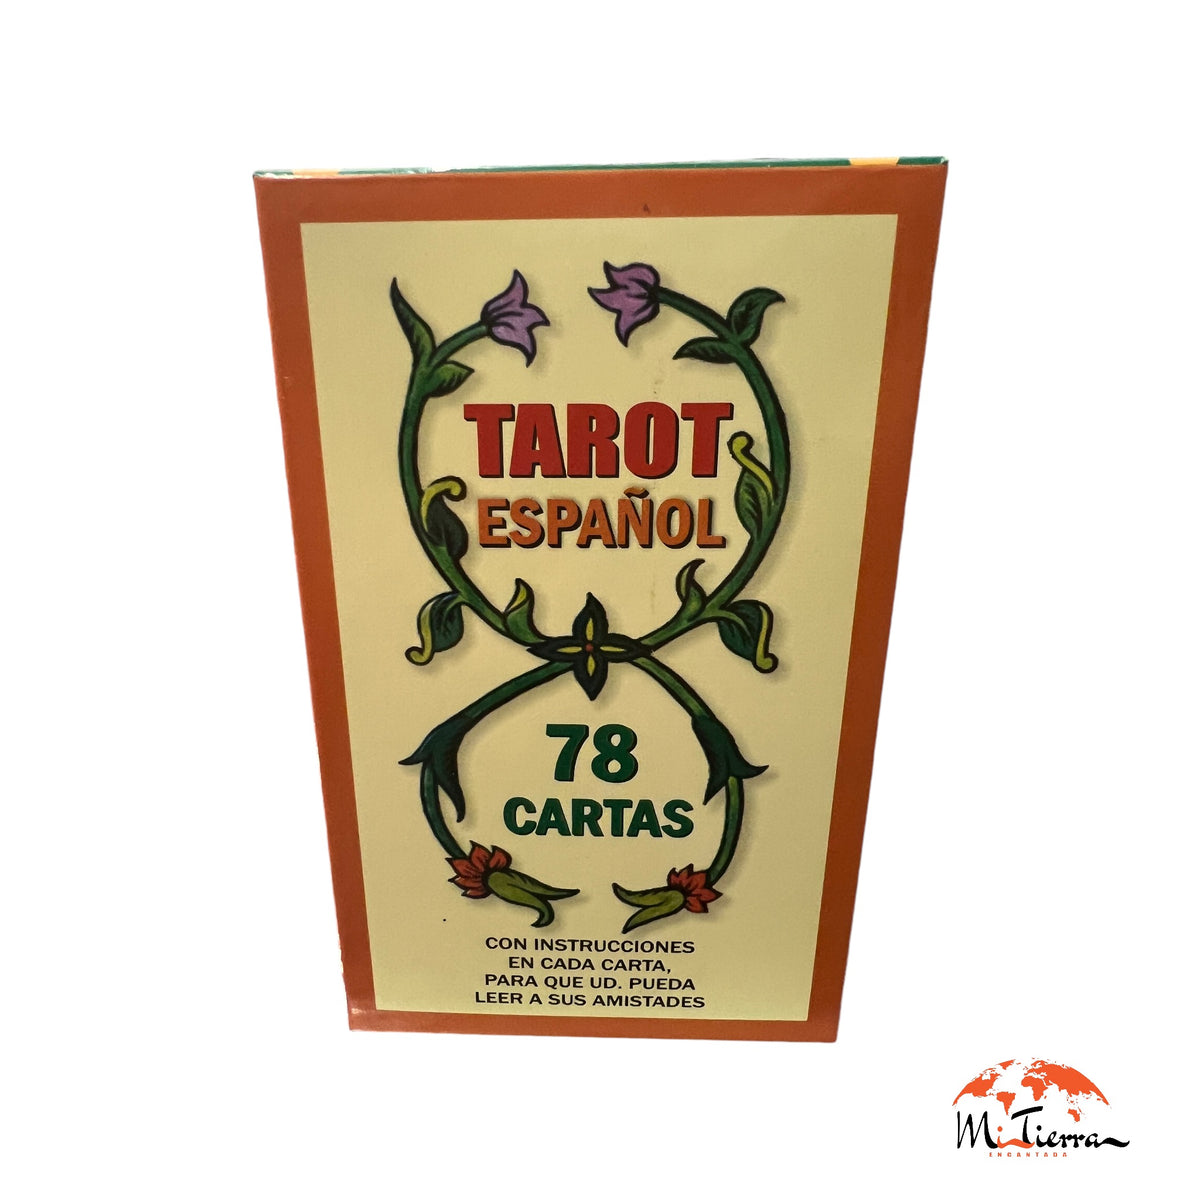 TAROT
ESPAÑOL
78
CARTAS
CON INSTRUCCIONES
EN CADA CARTA,
PARA QUE UD. PUEDA
LEER A SUS AMISTADES
Mi Tierra
ENCANTADA